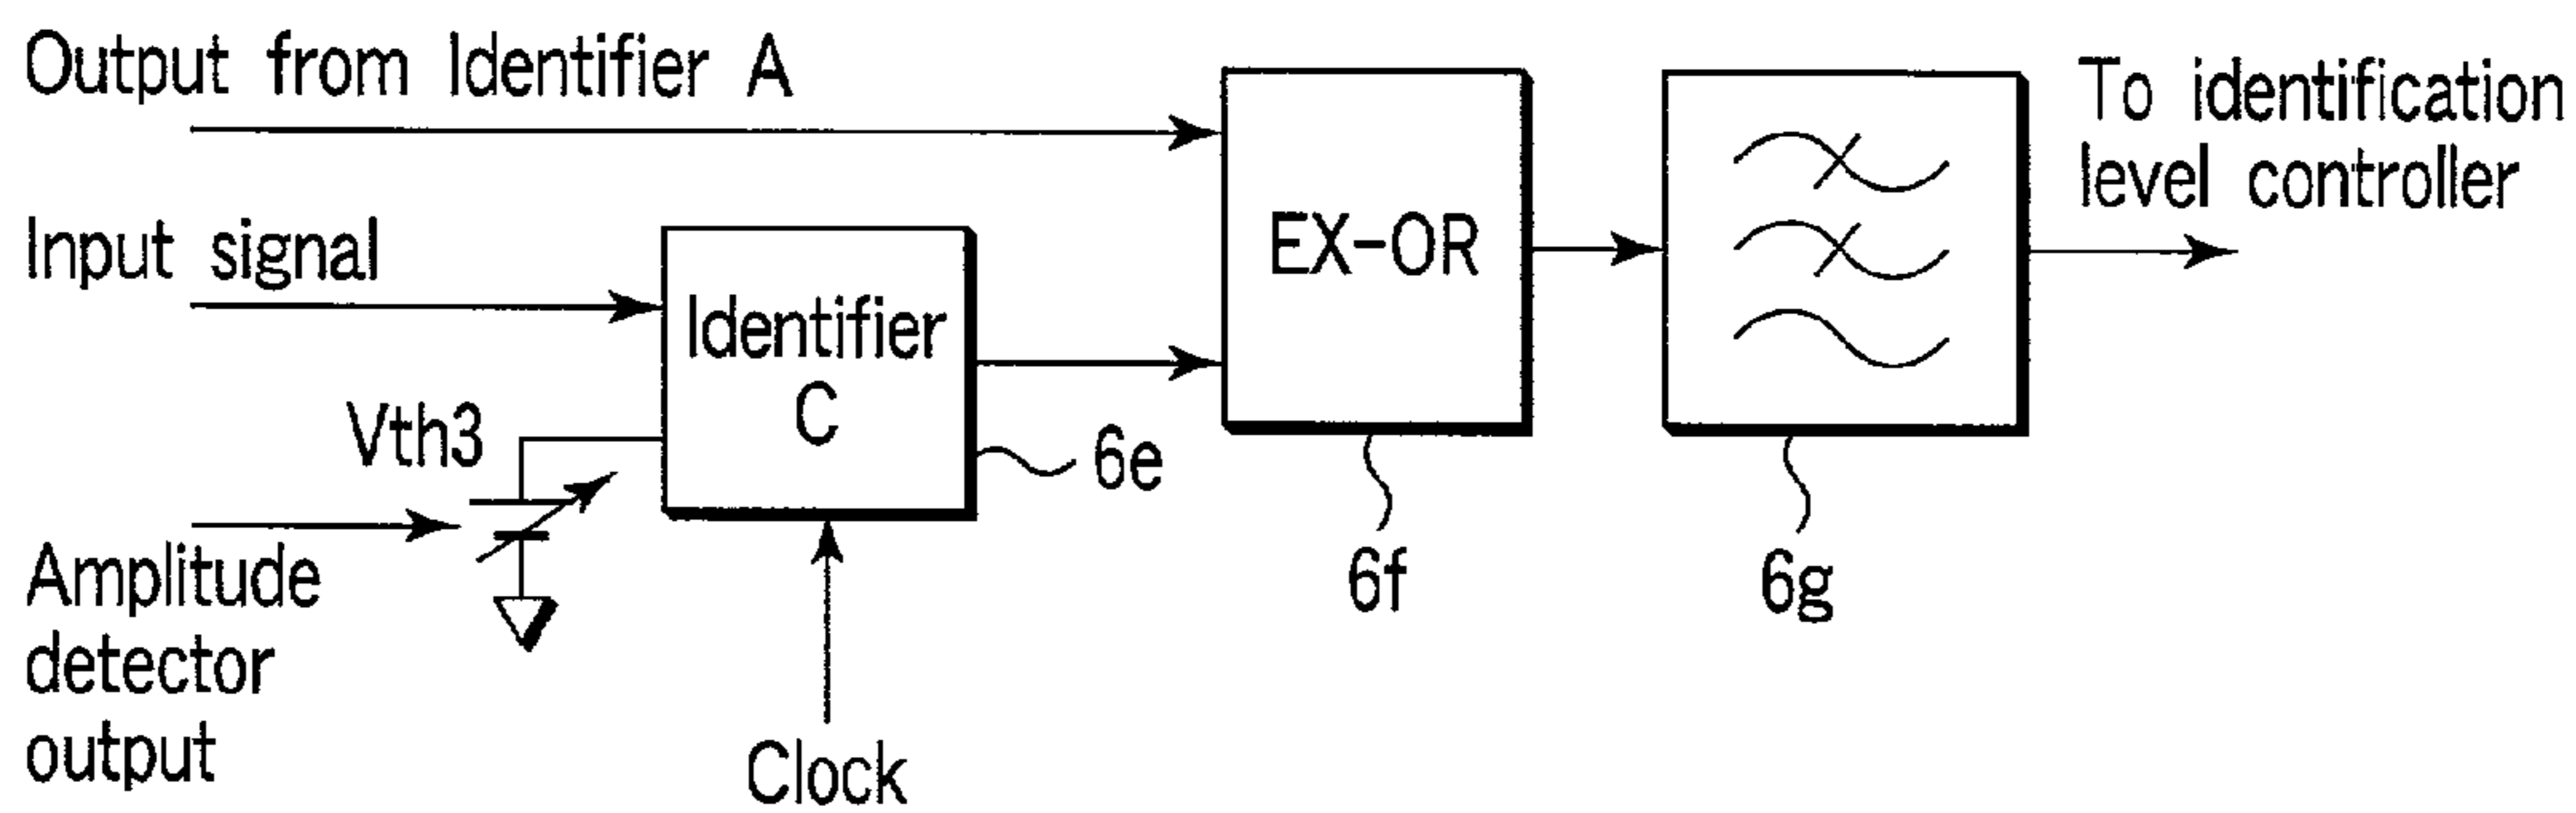 Output from Identifier A
Input signal
Identifier
C
Vth3
Amplitude
detector
output
Clock
6e
EX-OR
6f
6g
To identification
level controller